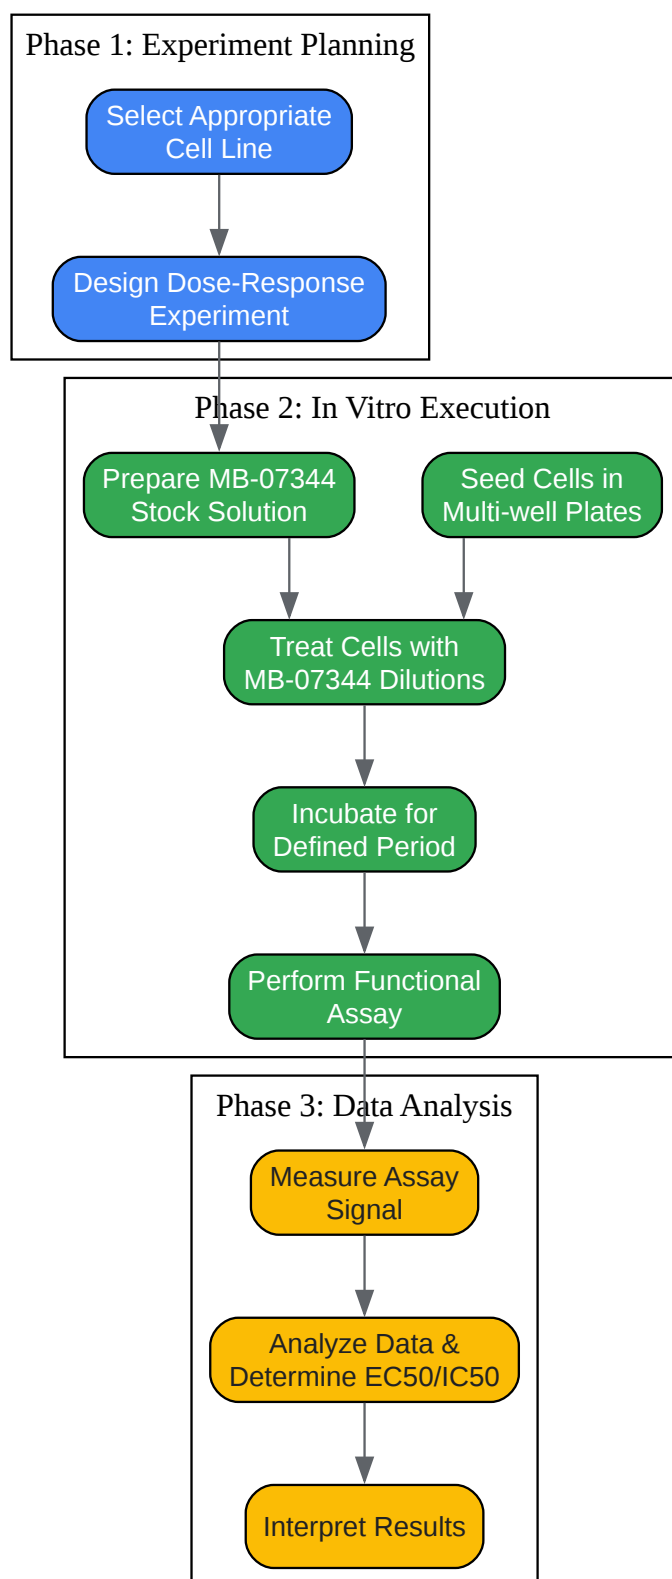 Phase 1: Experiment Planning
Select Appropriate
Cell Line
Design Dose-Response
Experiment
Phase 2: In Vitro Execution
Prepare MB-07344
Stock Solution
Seed Cells in
Multi-well Plates
Treat Cells with
MB-07344 Dilutions
Incubate for
Defined Period
Perform Functional
Assay
Phase 3: Data Analysis
Measure Assay
Signal
Analyze Data &
Determine EC50/IC50
Interpret Results